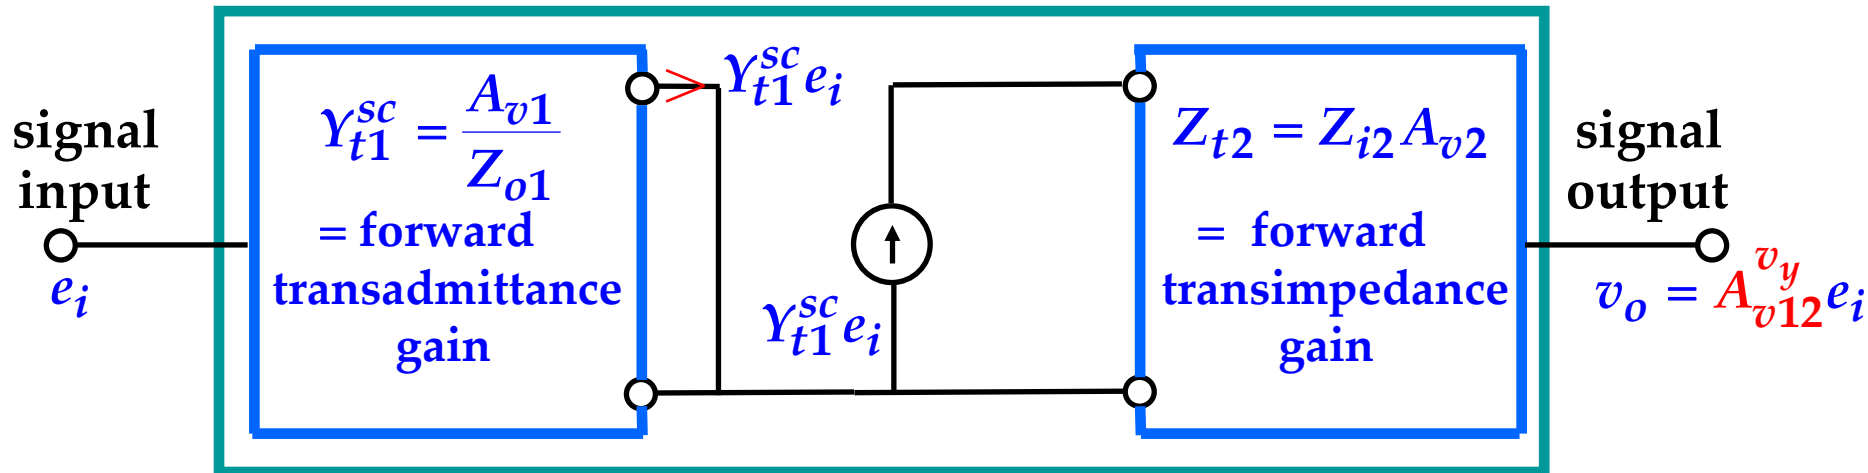 signal
input
e_i
Y_{t1}^{sc} = \frac{A_{v1}}{Z_{o1}}
= forward
transadmittance
gain
Y_{t1}^{sc} e_i
Y_{t1}^{sc} e_i
Z_{t2} = Z_{i2} A_{v2}
= forward
transimpedance
gain
signal
output
v_o = A_{v12}^{v_y} e_i